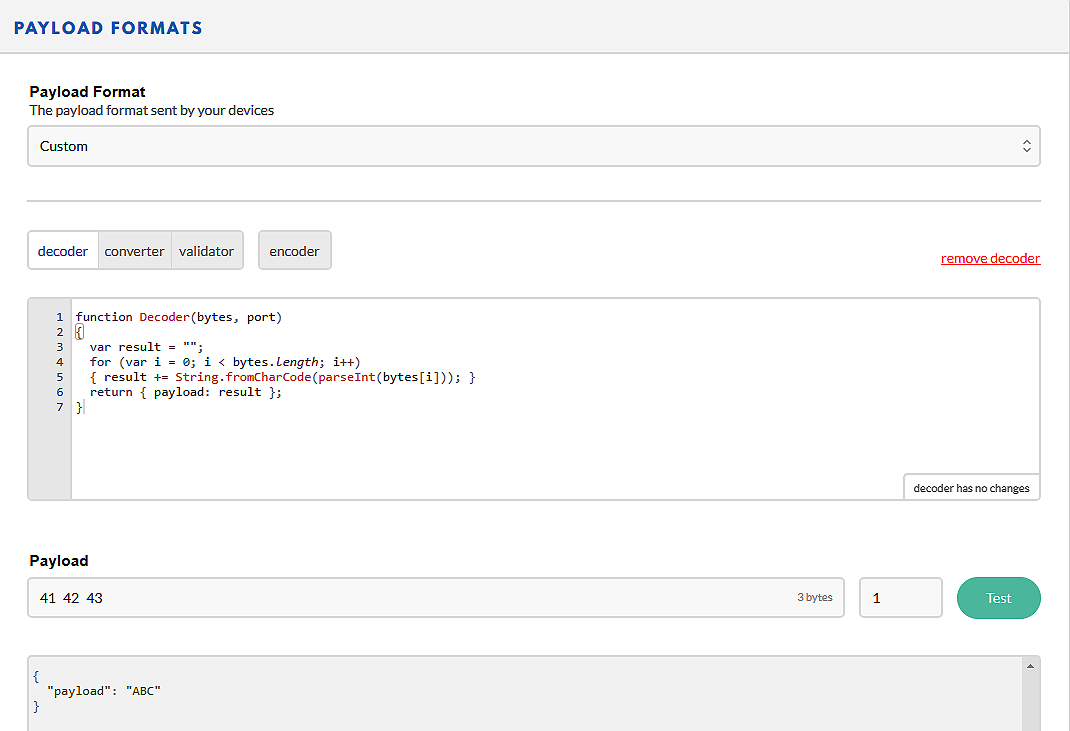 PAYLOAD FORMATS
Payload Format
The payload format sent by your devices
Custom
decoder converter validator encoder
remove decoder
1 function Decoder(bytes, port)
2 {
3 var result = "";
4 for (var i = 0; i < bytes.length; i++)
5 { result += String.fromCharCode(parseInt(bytes[i])); }
6 return { payload: result };
7 }
decoder has no changes
Payload
41 42 43 3 bytes 1 Test
{
"payload": "ABC"
}